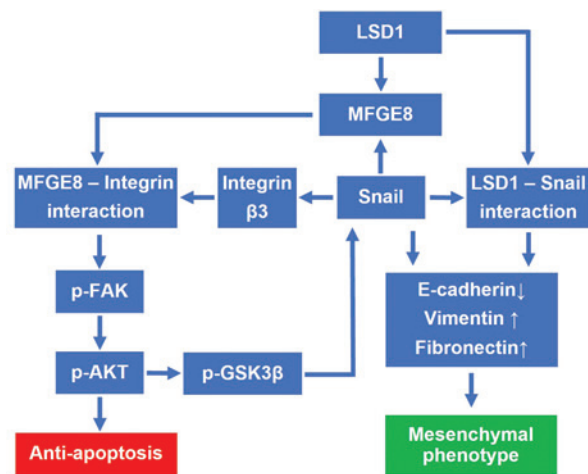 LSD1
MFGE8
MFGE8 – Integrin
interaction
Integrin
β3
Snail
LSD1 – Snail
interaction
p-FAK
E-cadherin↓
Vimentin ↑
Fibronectin↑
p-AKT
p-GSK3β
Anti-apoptosis
Mesenchymal
phenotype